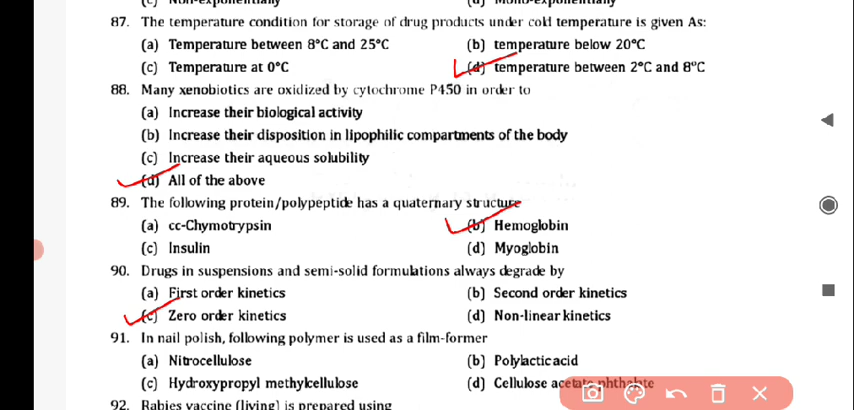 (c) Non-exponentially (d) Mono-exponentially
87. The temperature condition for storage of drug products under cold temperature is given As:
(a) Temperature between 8°C and 25°C (b) temperature below 20°C
(c) Temperature at 0°C (d) temperature between 2°C and 8°C
88. Many xenobiotics are oxidized by cytochrome P450 in order to
(a) Increase their biological activity
(b) Increase their disposition in lipophilic compartments of the body
(c) Increase their aqueous solubility
(d) All of the above
89. The following protein/polypeptide has a quaternary structure
(a) cc-Chymotrypsin (b) Hemoglobin
(c) Insulin (d) Myoglobin
90. Drugs in suspensions and semi-solid formulations always degrade by
(a) First order kinetics (b) Second order kinetics
(c) Zero order kinetics (d) Non-linear kinetics
91. In nail polish, following polymer is used as a film-former
(a) Nitrocellulose (b) Polylactic acid
(c) Hydroxypropyl methylcellulose (d) Cellulose acetate phthalate
92. Rabies vaccine (living) is prepared using